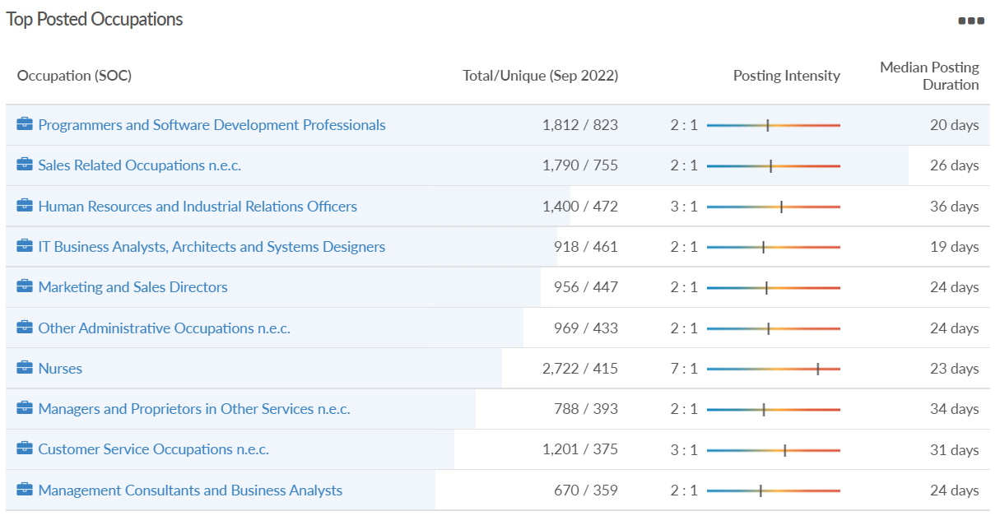 Top Posted Occupations
Occupation (SOC) Total/Unique (Sep 2022) Posting Intensity Median Posting Duration
Programmers and Software Development Professionals 1,812 / 823 2 : 1 20 days
Sales Related Occupations n.e.c. 1,790 / 755 2 : 1 26 days
Human Resources and Industrial Relations Officers 1,400 / 472 3 : 1 36 days
IT Business Analysts, Architects and Systems Designers 918 / 461 2 : 1 19 days
Marketing and Sales Directors 956 / 447 2 : 1 24 days
Other Administrative Occupations n.e.c. 969 / 433 2 : 1 24 days
Nurses 2,722 / 415 7 : 1 23 days
Managers and Proprietors in Other Services n.e.c. 788 / 393 2 : 1 34 days
Customer Service Occupations n.e.c. 1,201 / 375 3 : 1 31 days
Management Consultants and Business Analysts 670 / 359 2 : 1 24 days